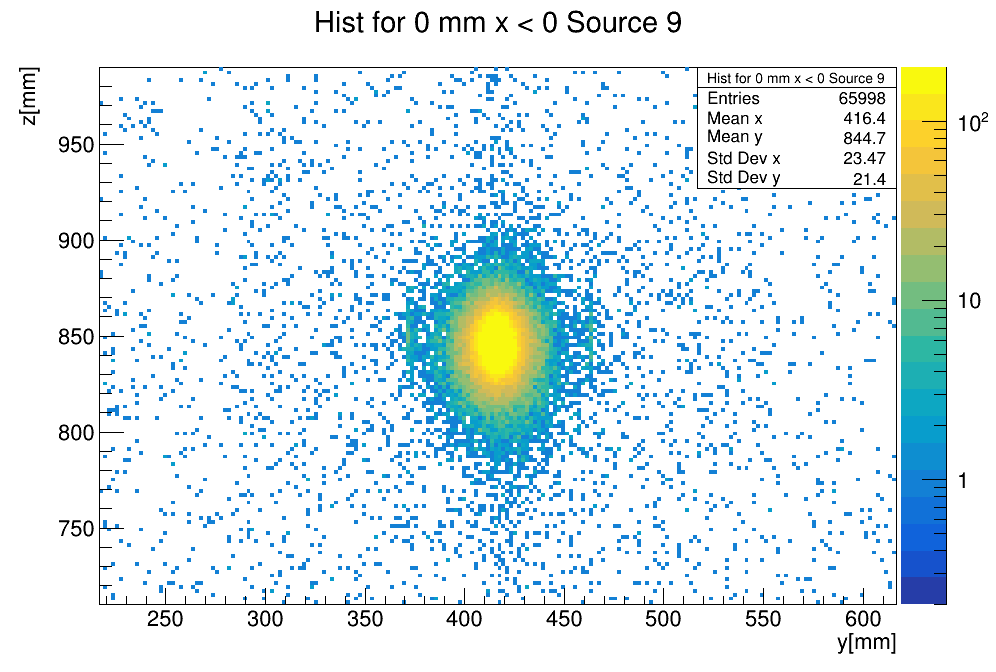 Hist for 0 mm x < 0 Source 9
z[mm]
Hist for 0 mm x < 0 Source 9
Entries 65998
Mean x 416.4
Mean y 844.7
Std Dev x 23.47
Std Dev y 21.4
950
900
850
800
750
10²
10
1
250 300 350 400 450 500 550 600
y[mm]